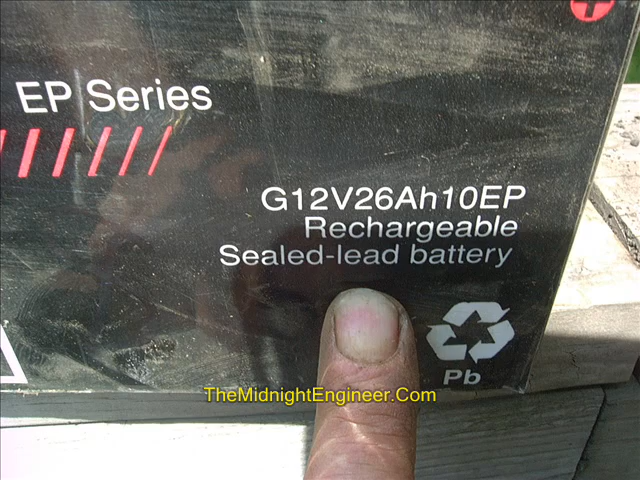 EP Series
G12V26Ah10EP
Rechargeable
Sealed-lead battery
Pb
TheMidnightEngineer.Com